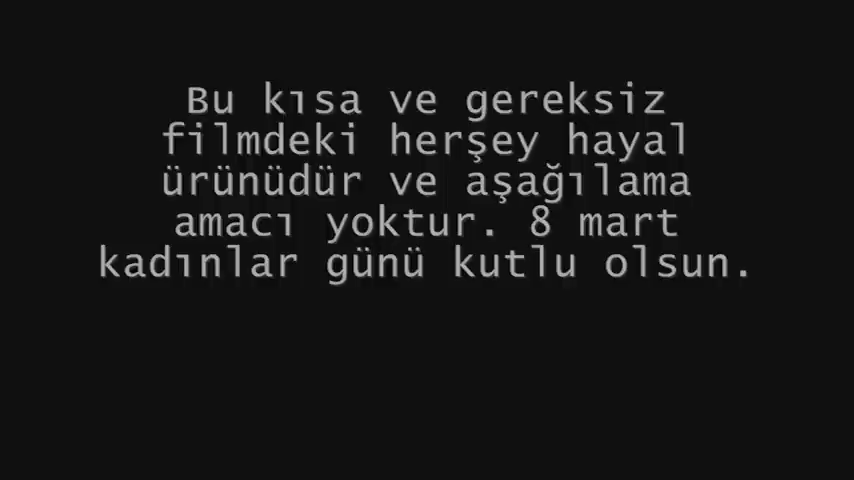 Bu kısa ve gereksiz
filmdeki herşey hayal
ürünüdür ve aşağılama
amacı yoktur. 8 mart
kadınlar günü kutlu olsun.